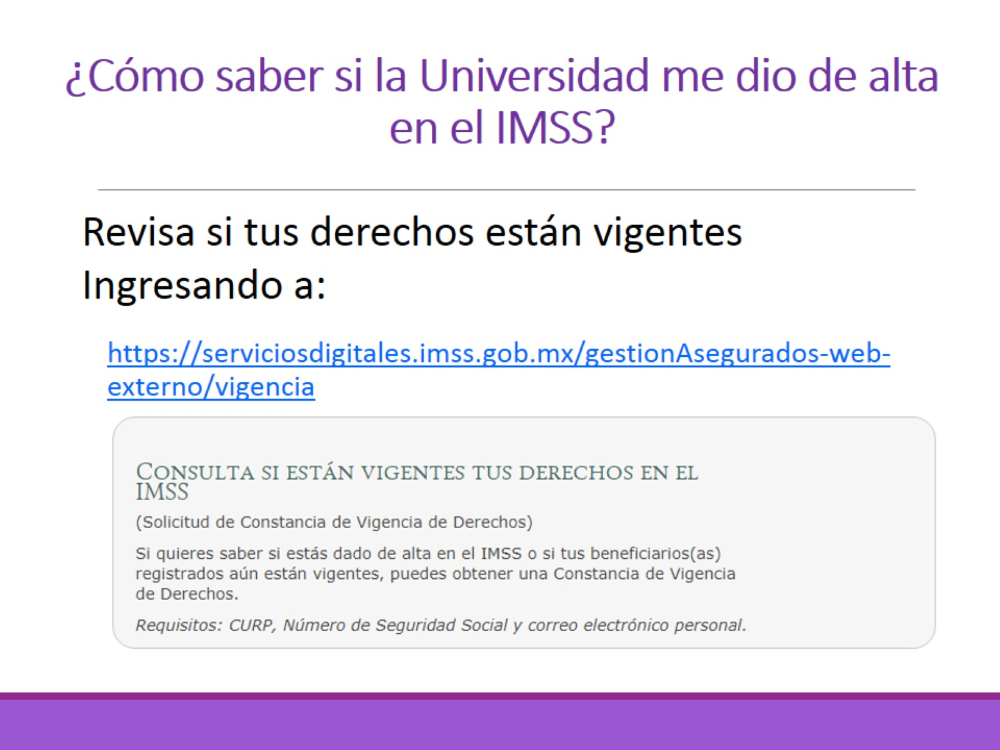 ¿Cómo saber si la Universidad me dio de alta
en el IMSS?
Revisa si tus derechos están vigentes
Ingresando a:
https://serviciosdigitales.imss.gob.mx/gestionAsegurados-web-
externo/vigencia
Consulta si están vigentes tus derechos en el
IMSS
(Solicitud de Constancia de Vigencia de Derechos)
Si quieres saber si estás dado de alta en el IMSS o si tus beneficiarios(as)
registrados aún están vigentes, puedes obtener una Constancia de Vigencia
de Derechos.
Requisitos: CURP, Número de Seguridad Social y correo electrónico personal.